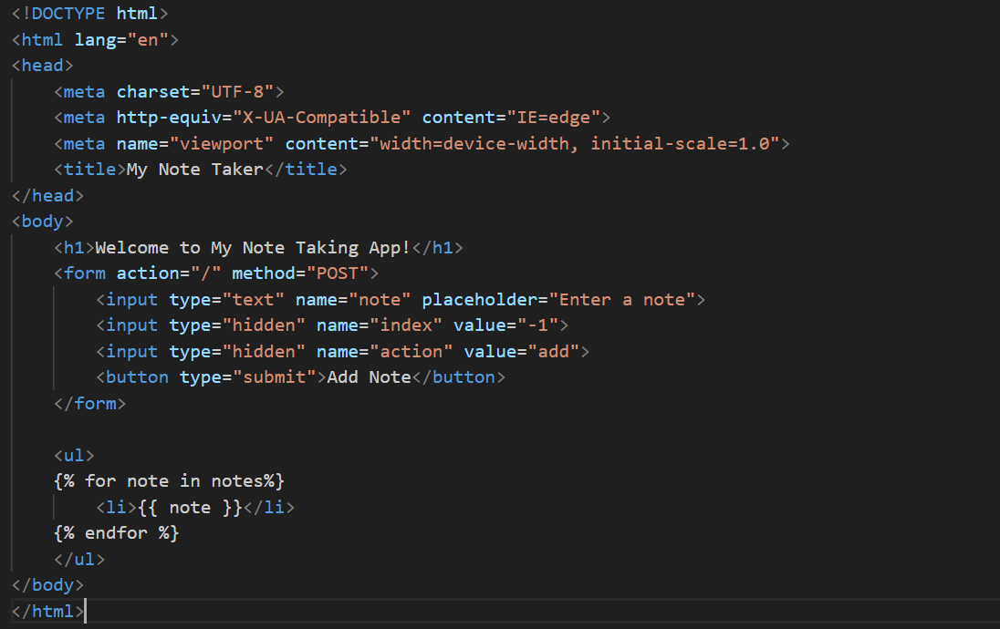 <!DOCTYPE html>
<html lang="en">
<head>
    <meta charset="UTF-8">
    <meta http-equiv="X-UA-Compatible" content="IE=edge">
    <meta name="viewport" content="width=device-width, initial-scale=1.0">
    <title>My Note Taker</title>
</head>
<body>
    <h1>Welcome to My Note Taking App!</h1>
    <form action="/" method="POST">
        <input type="text" name="note" placeholder="Enter a note">
        <input type="hidden" name="index" value="-1">
        <input type="hidden" name="action" value="add">
        <button type="submit">Add Note</button>
    </form>

    <ul>
    {% for note in notes%}
        <li>{{ note }}</li>
    {% endfor %}
    </ul>
</body>
</html>